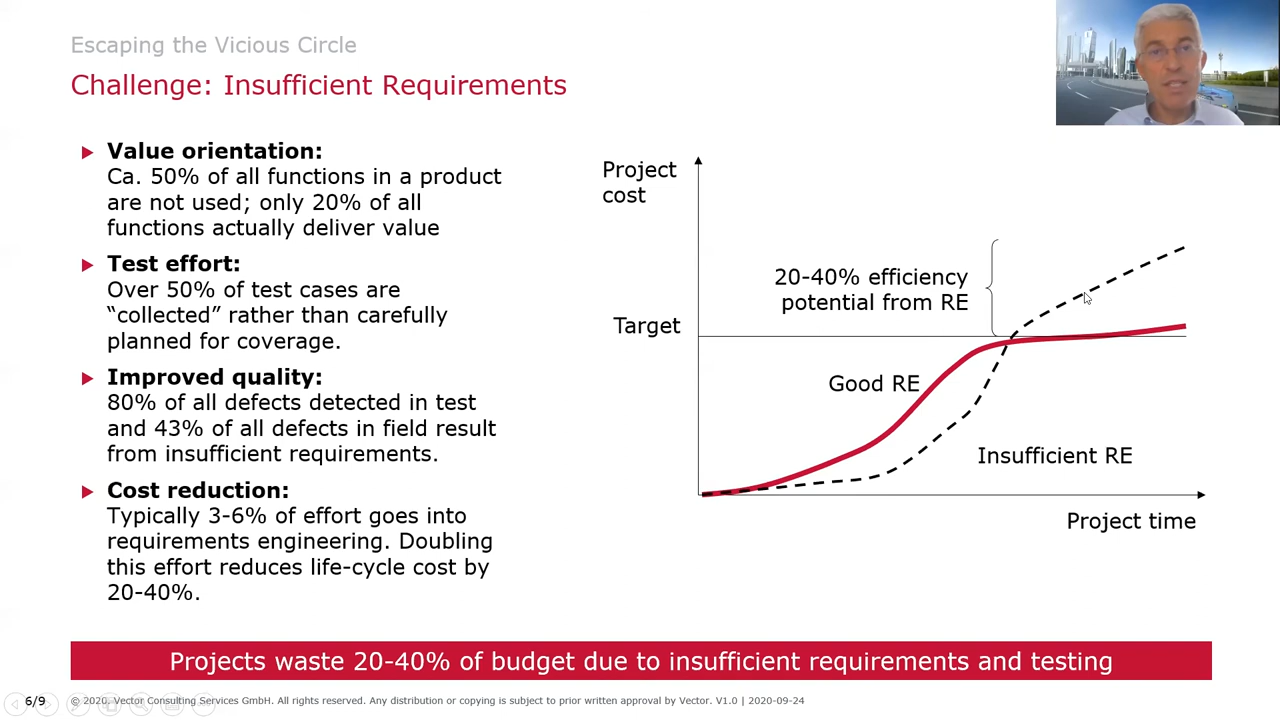 Escaping the Vicious Circle
Challenge: Insufficient Requirements
Value orientation:
Ca. 50% of all functions in a product
are not used; only 20% of all
functions actually deliver value
Test effort:
Over 50% of test cases are
“collected” rather than carefully
planned for coverage.
Improved quality:
80% of all defects detected in test
and 43% of all defects in field result
from insufficient requirements.
Cost reduction:
Typically 3-6% of effort goes into
requirements engineering. Doubling
this effort reduces life-cycle cost by
20-40%.
Project
cost
20-40% efficiency
potential from RE
Target
Good RE
Insufficient RE
Project time
Projects waste 20-40% of budget due to insufficient requirements and testing
6/9
© 2020. Vector Consulting Services GmbH. All rights reserved. Any distribution or copying is subject to prior written approval by Vector. V1.0 | 2020-09-24